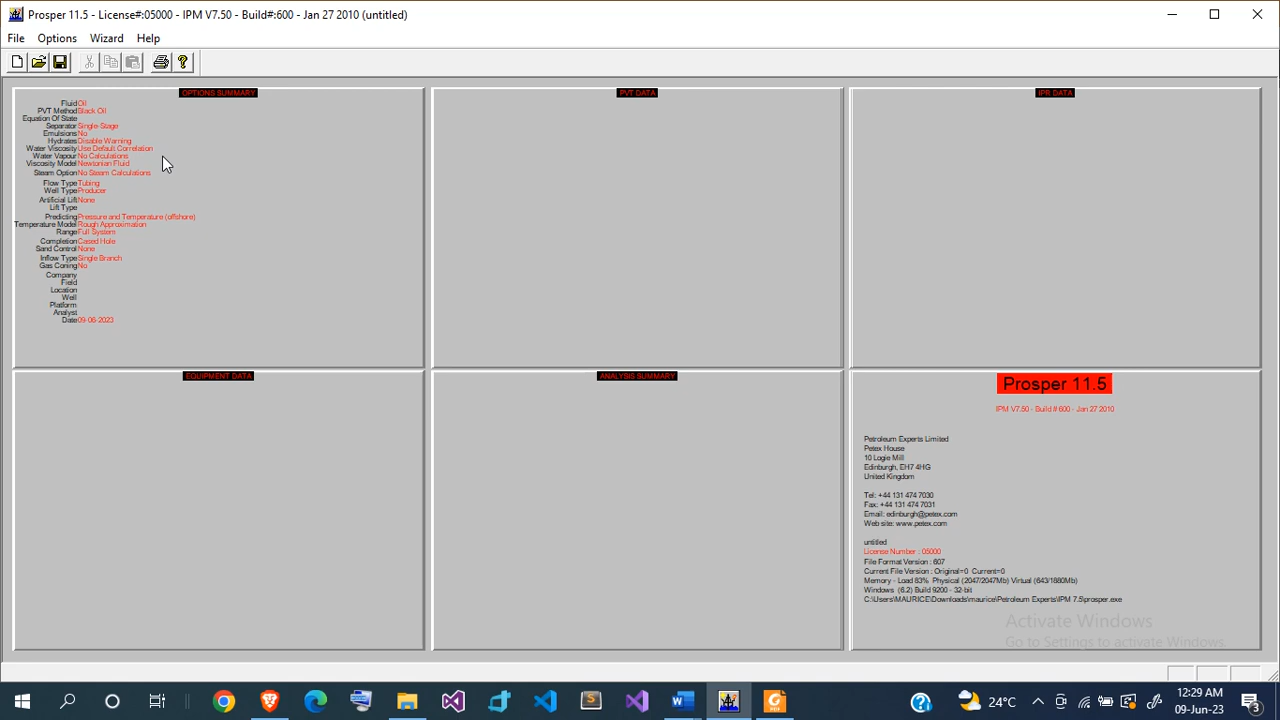 Prosper 11.5 - License#:05000 - IPM V7.50 - Build#:600 - Jan 27 2010 (untitled)
File Options Wizard Help
OPTIONS SUMMARY
Fluid Oil
PVT Method Black Oil
Equation Of State
Separator Single-Stage
Emulsions No
Hydrates Disable Warning
Water Viscosity Use Default Correlation
Water Vapour No Calculations
Viscosity Model Newtonian Fluid
Steam Option No Steam Calculations
Flow Type Tubing
Well Type Producer
Artificial Lift None
Lift Type
Predicting Pressure and Temperature (offshore)
Temperature Model Rough Approximation
Range Full System
Completion Cased Hole
Sand Control None
Inflow Type Single Branch
Gas Coning No
Company
Field
Location
Well
Platform
Analyst
Date 09-06-2023
PVT DATA
IPR DATA
EQUIPMENT DATA
ANALYSIS SUMMARY
Prosper 11.5
IPM V7.50 - Build # 600 - Jan 27 2010
Petroleum Experts Limited
Petex House
10 Logie Mill
Edinburgh, EH7 4HG
United Kingdom
Tel: +44 131 474 7030
Fax: +44 131 474 7031
Email: edinburgh@petex.com
Web site: www.petex.com
untitled
License Number : 05000
File Format Version : 607
Current File Version : Original=0 Current=0
Memory - Load 83% Physical (2047/2047Mb) Virtual (643/1880Mb)
Windows (6.2) Build 9200 - 32-bit
C:\Users\MAURICE\Downloads\maurice\Petroleum Experts\IPM 7.5\prosper.exe
Activate Windows
Go to Settings to activate Windows.
24°C
12:29 AM
09-Jun-23
3